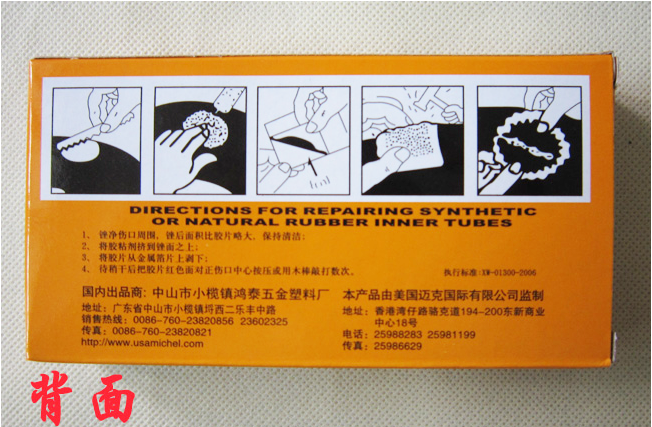 DIRECTIONS FOR REPAIRING SYNTHETIC
OR NATURAL RUBBER INNER TUBES
1、锉净伤口周围，锉后面积比胶片略大，保持清洁；
2、将胶粘剂挤到锉面之上；
3、将胶片从金属箔片上剥下；
4、待稍干后把胶片红色面对正伤口中心按压或用木棒敲打数次。
执行标准：XW-01300-2006
国内出品商：中山市小榄镇鸿泰五金塑料厂
地址：广东省中山市小榄镇埒西二乐丰中路
销售热线：0086-760-23820856 23602325
传真：0086-760-23820821
http://www.usamichel.com
本产品由美国迈克国际有限公司监制
地址：香港湾仔路骆克道194-200东新商业
中心18号
电话：25988283 25981199
传真：25986629
背面